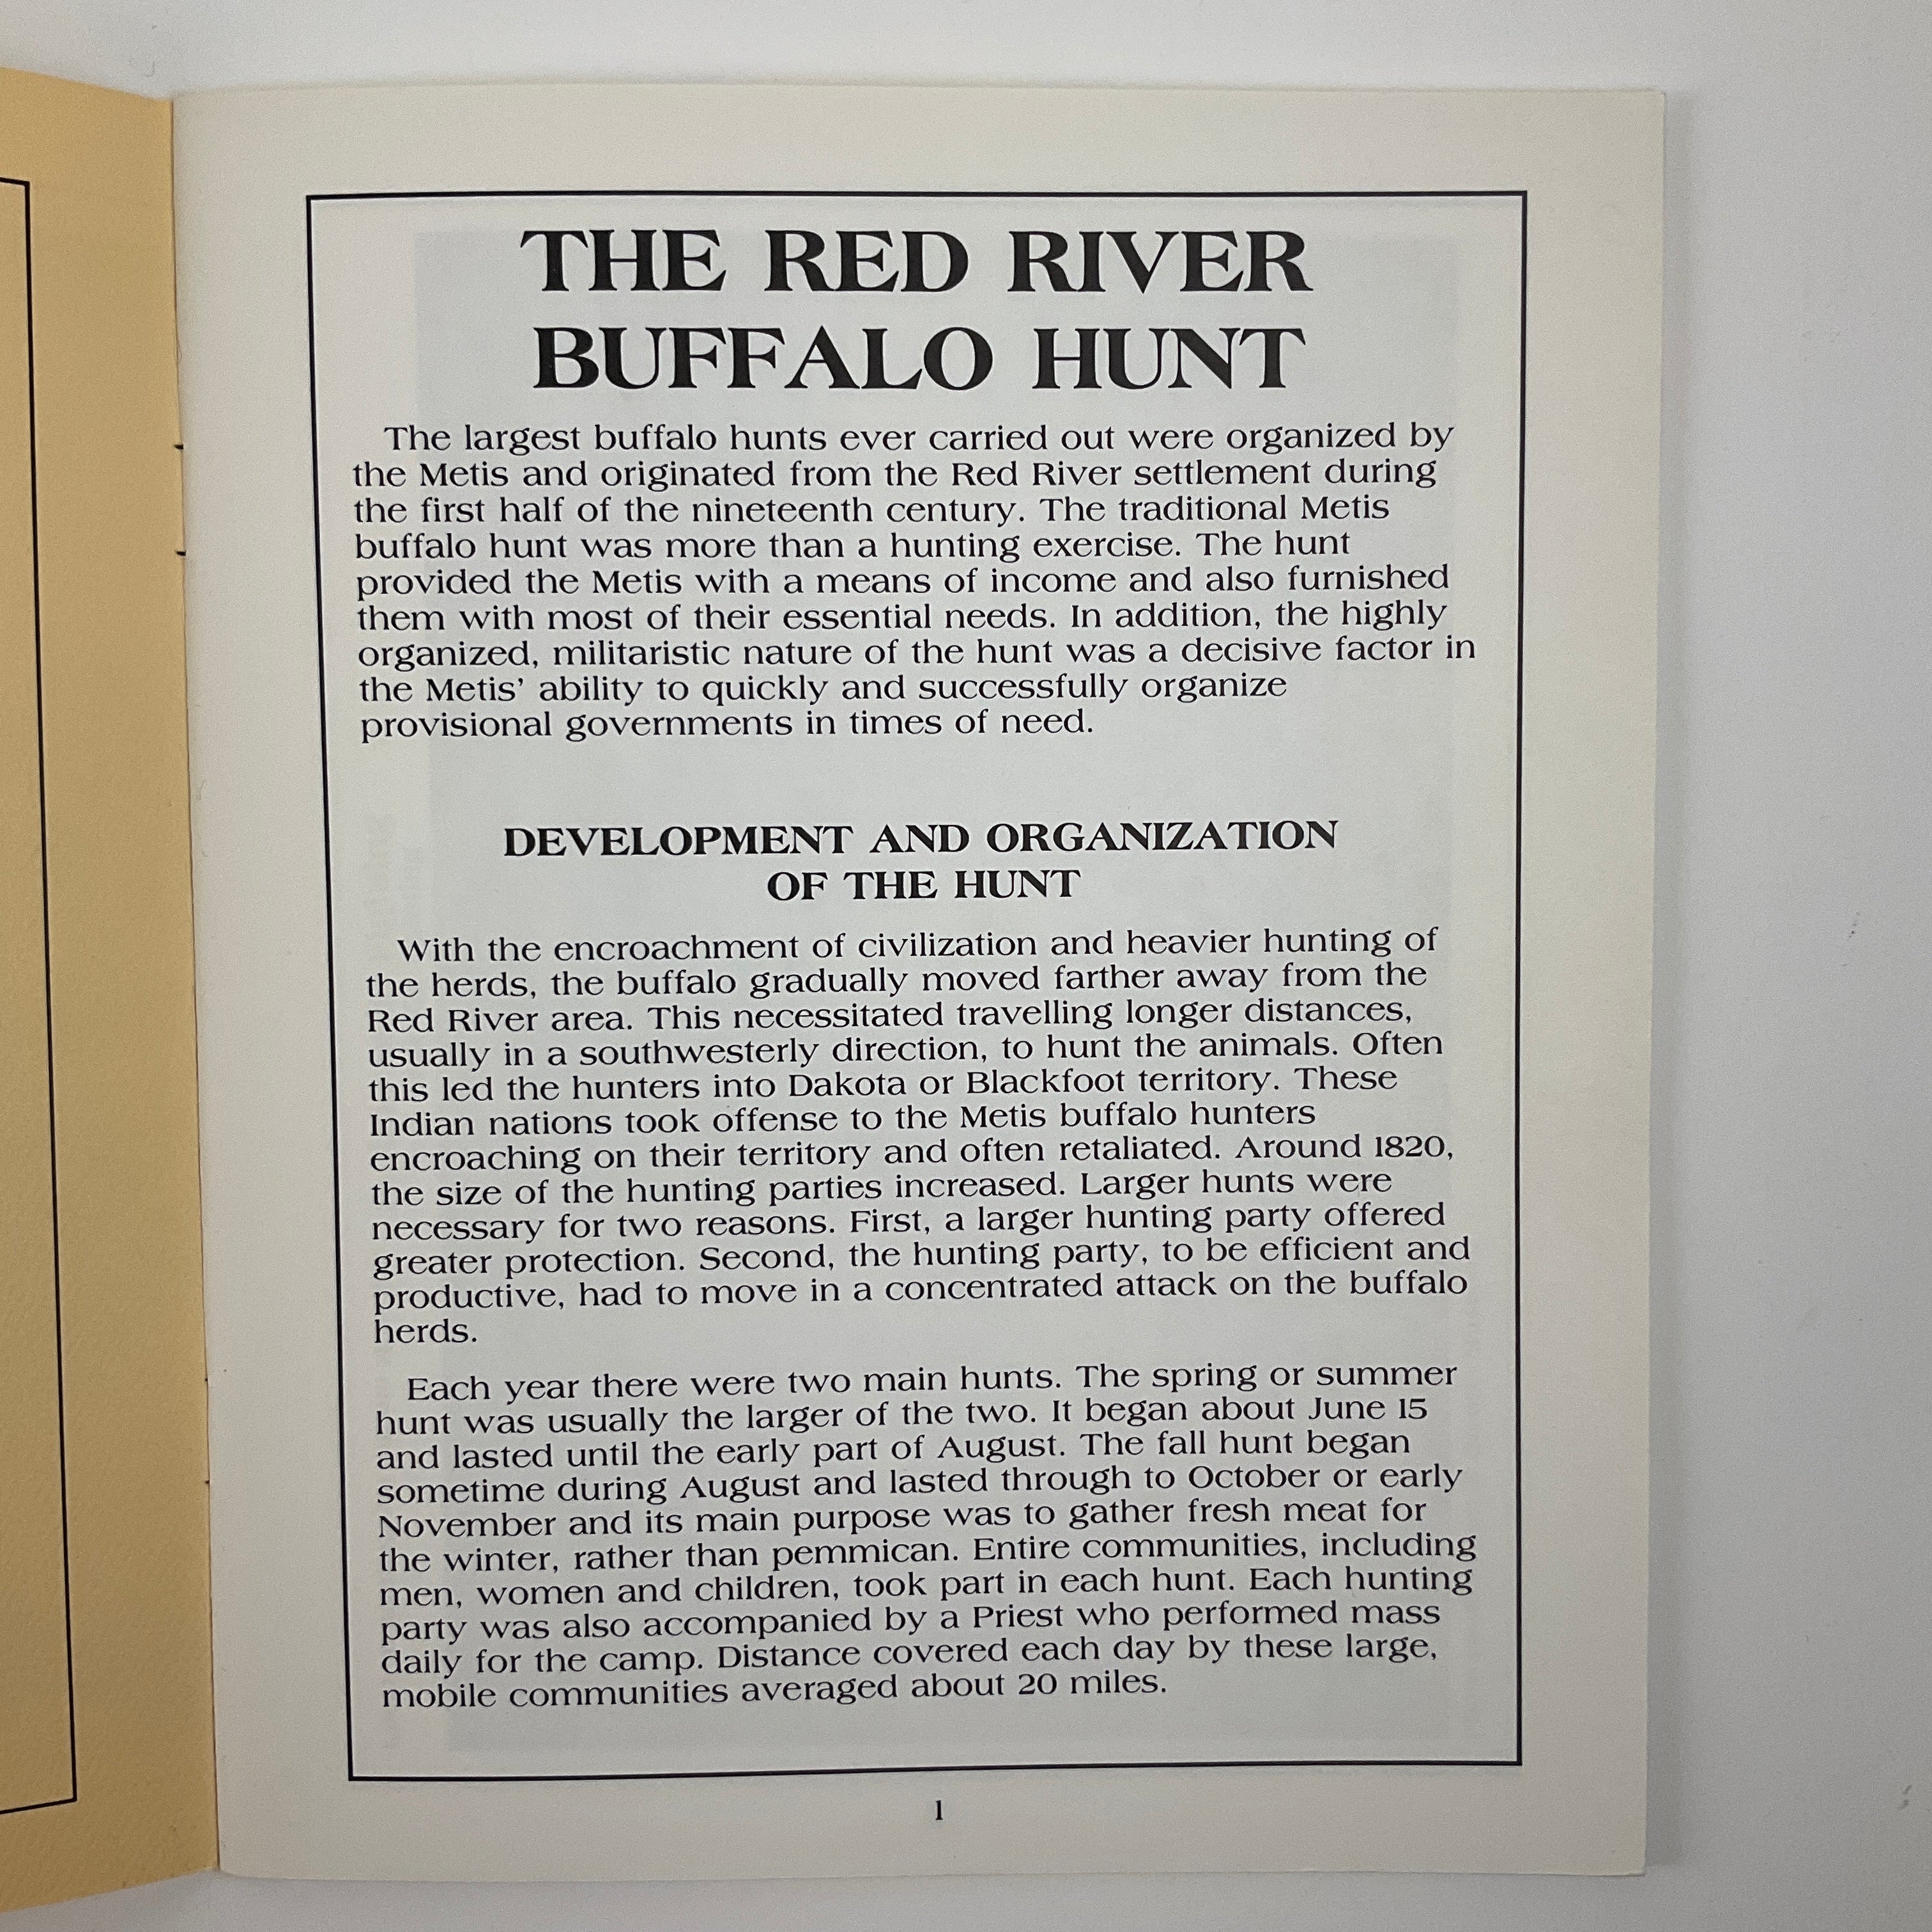 THE RED RIVER
BUFFALO HUNT
The largest buffalo hunts ever carried out were organized by
the Metis and originated from the Red River settlement during
the first half of the nineteenth century. The traditional Metis
buffalo hunt was more than a hunting exercise. The hunt
provided the Metis with a means of income and also furnished
them with most of their essential needs. In addition, the highly
organized, militaristic nature of the hunt was a decisive factor in
the Metis' ability to quickly and successfully organize
provisional governments in times of need.
DEVELOPMENT AND ORGANIZATION
OF THE HUNT
With the encroachment of civilization and heavier hunting of
the herds, the buffalo gradually moved farther away from the
Red River area. This necessitated travelling longer distances,
usually in a southwesterly direction, to hunt the animals. Often
this led the hunters into Dakota or Blackfoot territory. These
Indian nations took offense to the Metis buffalo hunters
encroaching on their territory and often retaliated. Around 1820,
the size of the hunting parties increased. Larger hunts were
necessary for two reasons. First, a larger hunting party offered
greater protection. Second, the hunting party, to be efficient and
productive, had to move in a concentrated attack on the buffalo
herds.
Each year there were two main hunts. The spring or summer
hunt was usually the larger of the two. It began about June 15
and lasted until the early part of August. The fall hunt began
sometime during August and lasted through to October or early
November and its main purpose was to gather fresh meat for
the winter, rather than pemmican. Entire communities, including
men, women and children, took part in each hunt. Each hunting
party was also accompanied by a Priest who performed mass
daily for the camp. Distance covered each day by these large,
mobile communities averaged about 20 miles.
1